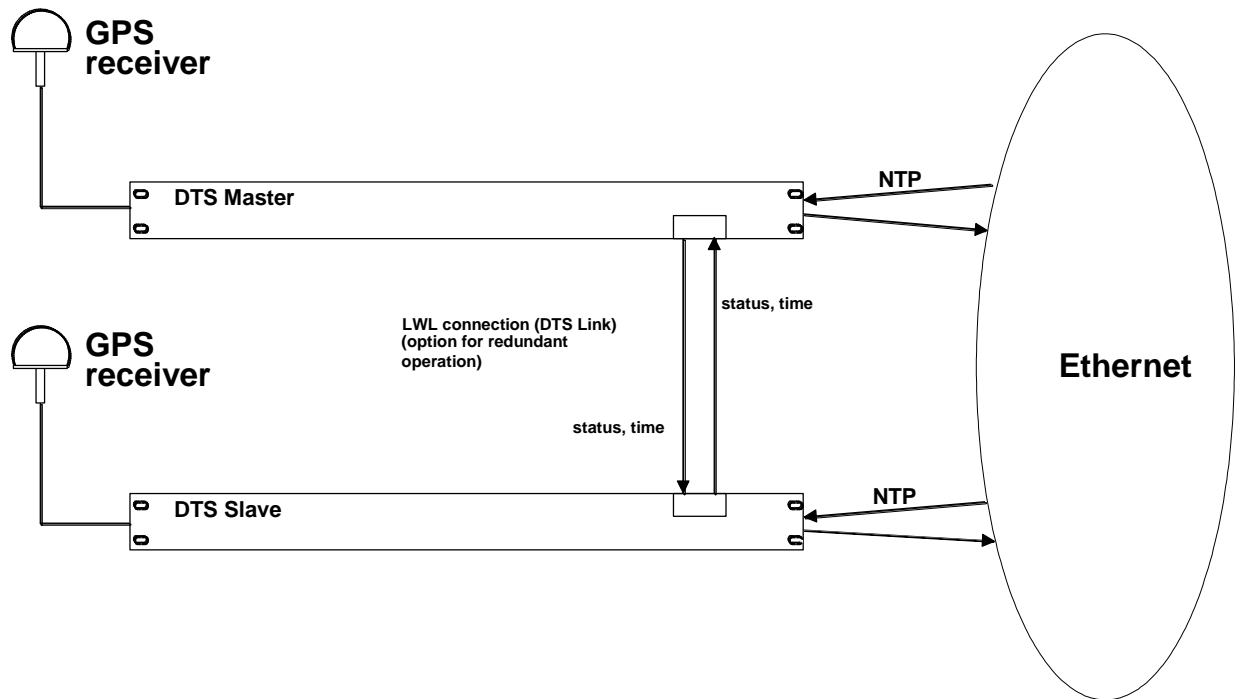 GPS
receiver
DTS Master
NTP
status, time
LWL connection (DTS Link)
(option for redundant
operation)
GPS
receiver
Ethernet
status, time
DTS Slave
NTP